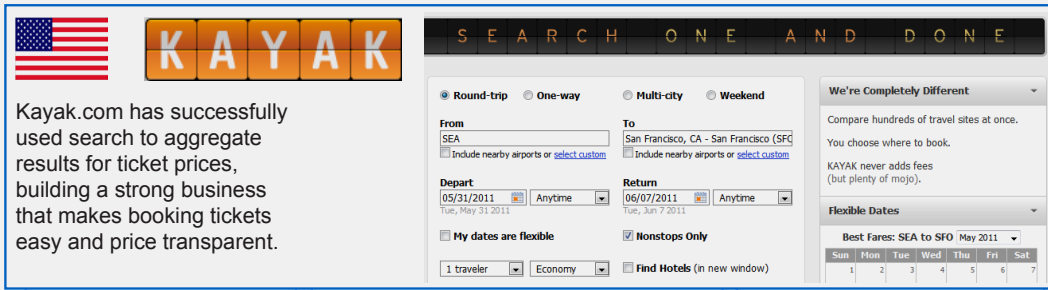 KAYAK
Kayak.com has successfully
used search to aggregate
results for ticket prices,
building a strong business
that makes booking tickets
easy and price transparent.
SEARCH ONE AND DONE
Round-trip One-way Multi-city Weekend
From To
SEA San Francisco, CA - San Francisco (SFO
Include nearby airports or select custom Include nearby airports or select custom
Depart Return
05/31/2011 Anytime 06/07/2011 Anytime
Tue, May 31 2011 Tue, Jun 7 2011
My dates are flexible Nonstops Only
1 traveler Economy Find Hotels (in new window)
We're Completely Different
Compare hundreds of travel sites at once.
You choose where to book.
KAYAK never adds fees
(but plenty of mojo).
Flexible Dates
Best Fares: SEA to SFO May 2011
Sun Mon Tue Wed Thu Fri Sat
1 2 3 4 5 6 7